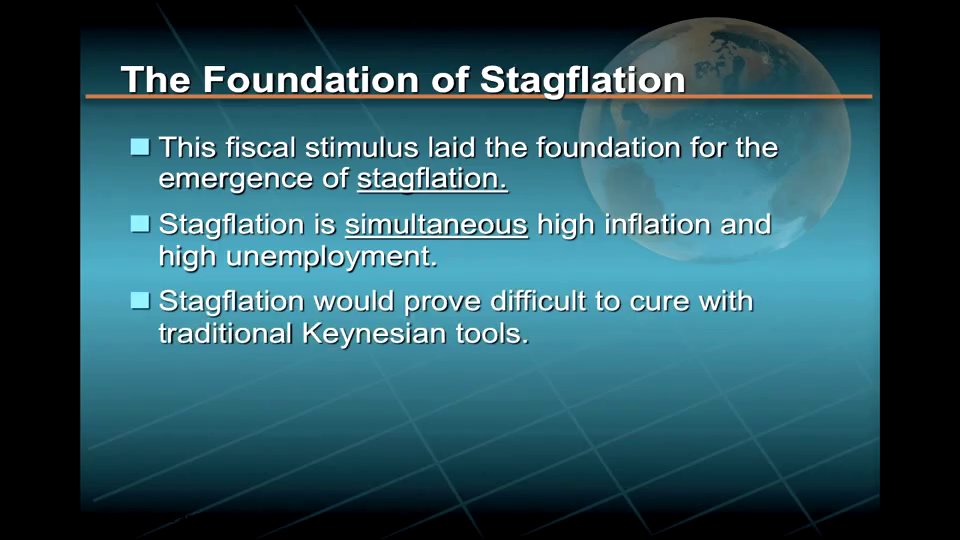 The Foundation of Stagflation
This fiscal stimulus laid the foundation for the
emergence of stagflation.
Stagflation is simultaneous high inflation and
high unemployment.
Stagflation would prove difficult to cure with
traditional Keynesian tools.